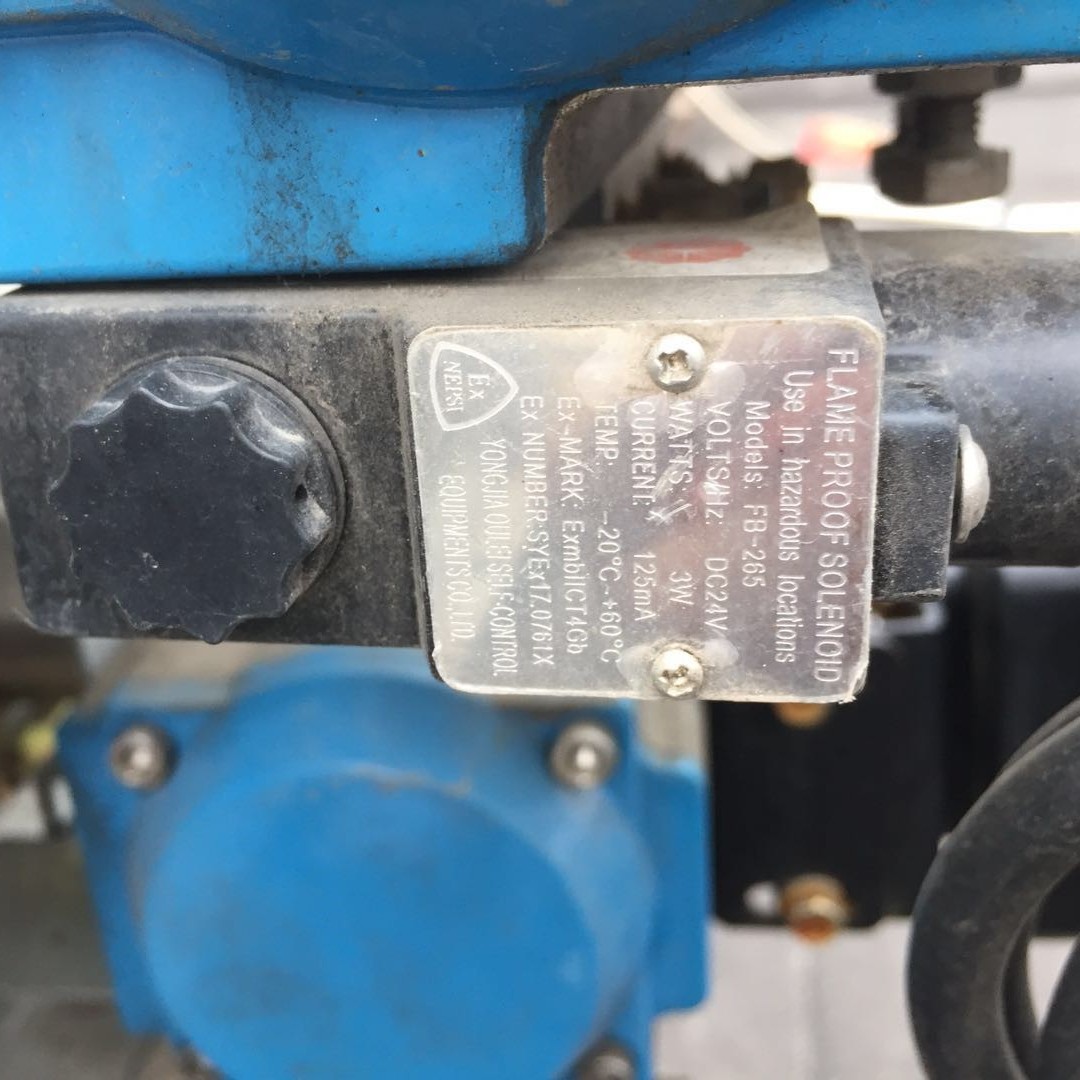 FLAME PROOF SOLENOID
Use in hazardous locations
Models: FB-265
VOLTS/Hz: DC24V
WATTS: 3W
CURRENT: 125mA
TEMP: -20°C~+60°C
Ex-MARK: ExmbIICT4Gb
Ex NUMBER:SYEx17.0761X
YONGJIA OULEI SELF-CONTROL
EQUIPMENTS CO.,LTD.
Ex
NEPSI